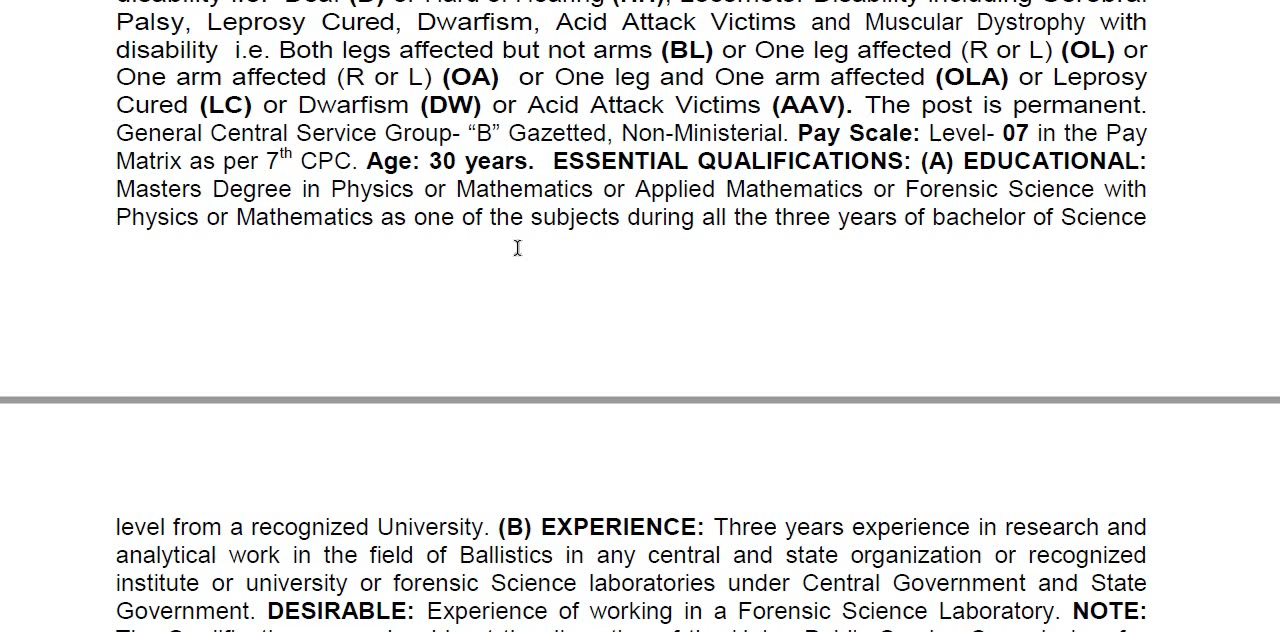 Palsy, Leprosy Cured, Dwarfism, Acid Attack Victims and Muscular Dystrophy with
disability i.e. Both legs affected but not arms (BL) or One leg affected (R or L) (OL) or
One arm affected (R or L) (OA) or One leg and One arm affected (OLA) or Leprosy
Cured (LC) or Dwarfism (DW) or Acid Attack Victims (AAV). The post is permanent.
General Central Service Group- “B” Gazetted, Non-Ministerial. Pay Scale: Level- 07 in the Pay
Matrix as per 7th CPC. Age: 30 years. ESSENTIAL QUALIFICATIONS: (A) EDUCATIONAL:
Masters Degree in Physics or Mathematics or Applied Mathematics or Forensic Science with
Physics or Mathematics as one of the subjects during all the three years of bachelor of Science
level from a recognized University. (B) EXPERIENCE: Three years experience in research and
analytical work in the field of Ballistics in any central and state organization or recognized
institute or university or forensic Science laboratories under Central Government and State
Government. DESIRABLE: Experience of working in a Forensic Science Laboratory. NOTE: